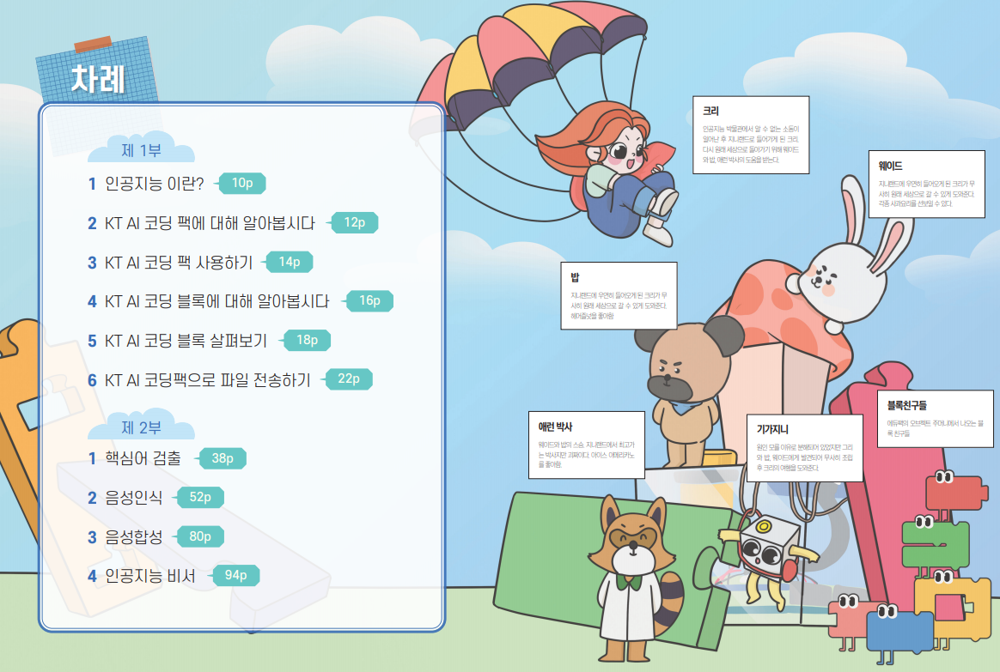 차례
제 1부
1 인공지능 이란? 10p
2 KT AI 코딩 팩에 대해 알아봅시다 12p
3 KT AI 코딩 팩 사용하기 14p
4 KT AI 코딩 블록에 대해 알아봅시다 16p
5 KT AI 코딩 블록 살펴보기 18p
6 KT AI 코딩팩으로 파일 전송하기 22p
제 2부
1 핵심어 검출 38p
2 음성인식 52p
3 음성합성 80p
4 인공지능 비서 94p
크리
인공지능 박물관에서 알 수 없는 소동이
일어난 후 지니랜드로 들어가게 된 크리.
다시 원래 세상으로 돌아가기 위해 웨이드
와 밥, 애런 박사의 도움을 받는다.
웨이드
지니랜드에 우연히 들어오게 된 크리가 무
사히 원래 세상으로 갈 수 있게 도와준다.
각종 사과요리를 선보일 수 있다.
밥
지니랜드에 우연히 들어오게 된 크리가 무
사히 원래 세상으로 갈 수 있게 도와준다.
헤이즐넛을 좋아함.
애런 박사
웨이드와 밥의 스승. 지니랜드에서 최고가
는 박사지만 괴짜이다. 아이스 아메리카노
를 좋아함.
기가지니
원인 모를 이유로 분해되어 있었지만 크리
와 밥, 웨이드에게 발견되어 무사히 조립
후 크리의 여행을 도와준다.
블록친구들
에듀팩의 오브젝트 주머니에서 나오는 블
록 친구들